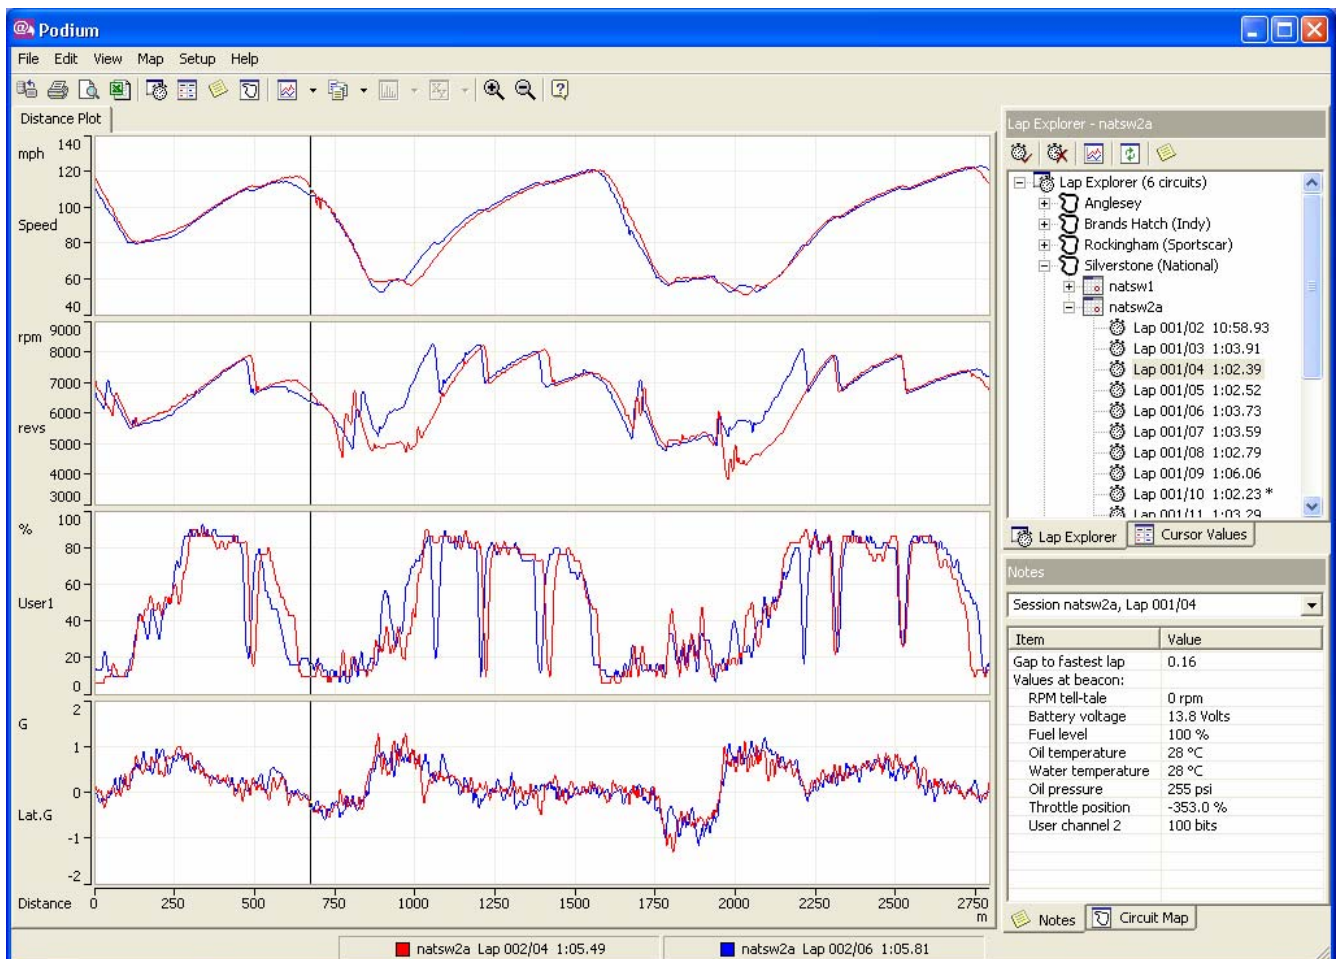 Podium
File Edit View Map Setup Help
Distance Plot
mph 140
120
100
Speed
80
60
40
rpm 9000
8000
7000
6000
revs
5000
4000
3000
% 100
80
60
User1
40
20
0
2
G
1
0
Lat.G
-1
-2
Distance 0 250 500 750 1000 1250 1500 1750 2000 2250 2500 2750
m
natsw2a Lap 002/04 1:05.49 natsw2a Lap 002/06 1:05.81
Lap Explorer - natsw2a
Lap Explorer (6 circuits)
Anglesey
Brands Hatch (Indy)
Rockingham (Sportscar)
Silverstone (National)
natsw1
natsw2a
Lap 001/02 10:58.93
Lap 001/03 1:03.91
Lap 001/04 1:02.39
Lap 001/05 1:02.52
Lap 001/06 1:03.73
Lap 001/07 1:03.59
Lap 001/08 1:02.79
Lap 001/09 1:06.06
Lap 001/10 1:02.23 *
Lap 001/11 1:03.29
Lap Explorer Cursor Values
Notes
Session natsw2a, Lap 001/04
Item Value
Gap to fastest lap 0.16
Values at beacon:
RPM tell-tale 0 rpm
Battery voltage 13.8 Volts
Fuel level 100 %
Oil temperature 28 °C
Water temperature 28 °C
Oil pressure 255 psi
Throttle position -353.0 %
User channel 2 100 bits
Notes Circuit Map